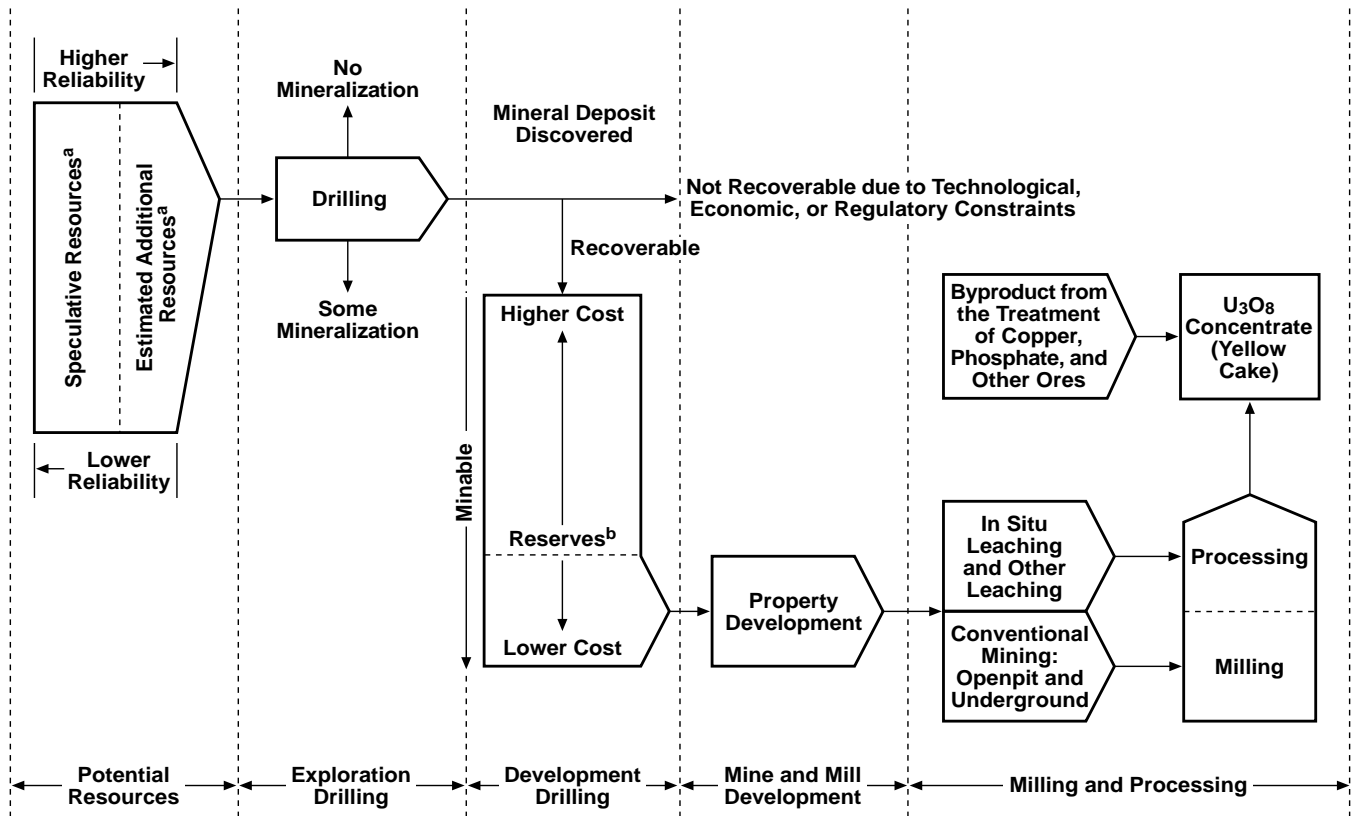 Higher
Reliability
Speculative Resourcesᵃ
Estimated Additional
Resourcesᵃ
Lower
Reliability
No
Mineralization
Drilling
Some
Mineralization
Mineral Deposit
Discovered
Not Recoverable due to Technological,
Economic, or Regulatory Constraints
Recoverable
Minable
Higher Cost
Reservesᵇ
Lower Cost
Property
Development
Byproduct from
the Treatment
of Copper,
Phosphate, and
Other Ores
U₃O₈
Concentrate
(Yellow
Cake)
In Situ
Leaching
and Other
Leaching
Conventional
Mining:
Openpit and
Underground
Processing
Milling
Potential
Resources
Exploration
Drilling
Development
Drilling
Mine and Mill
Development
Milling and Processing